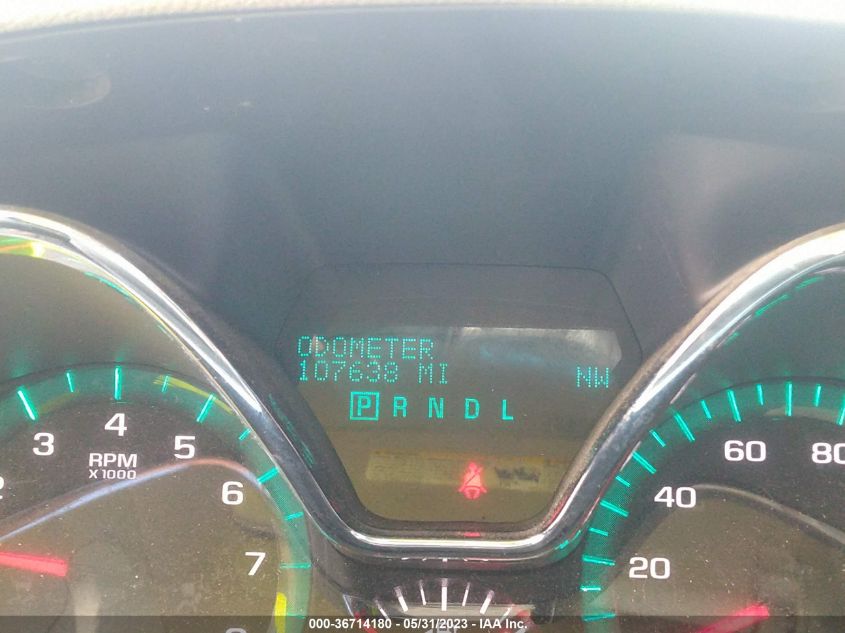 ODOMETER
107638 MI NW
P R N D L
3 4 5 6 7
RPM
X1000
20 40 60 80
000-36714180 - 05/31/2023 - IAA Inc.